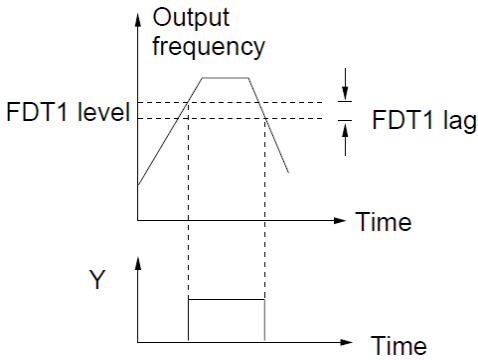 Output
frequency
FDT1 level
FDT1 lag
Time
Y
Time